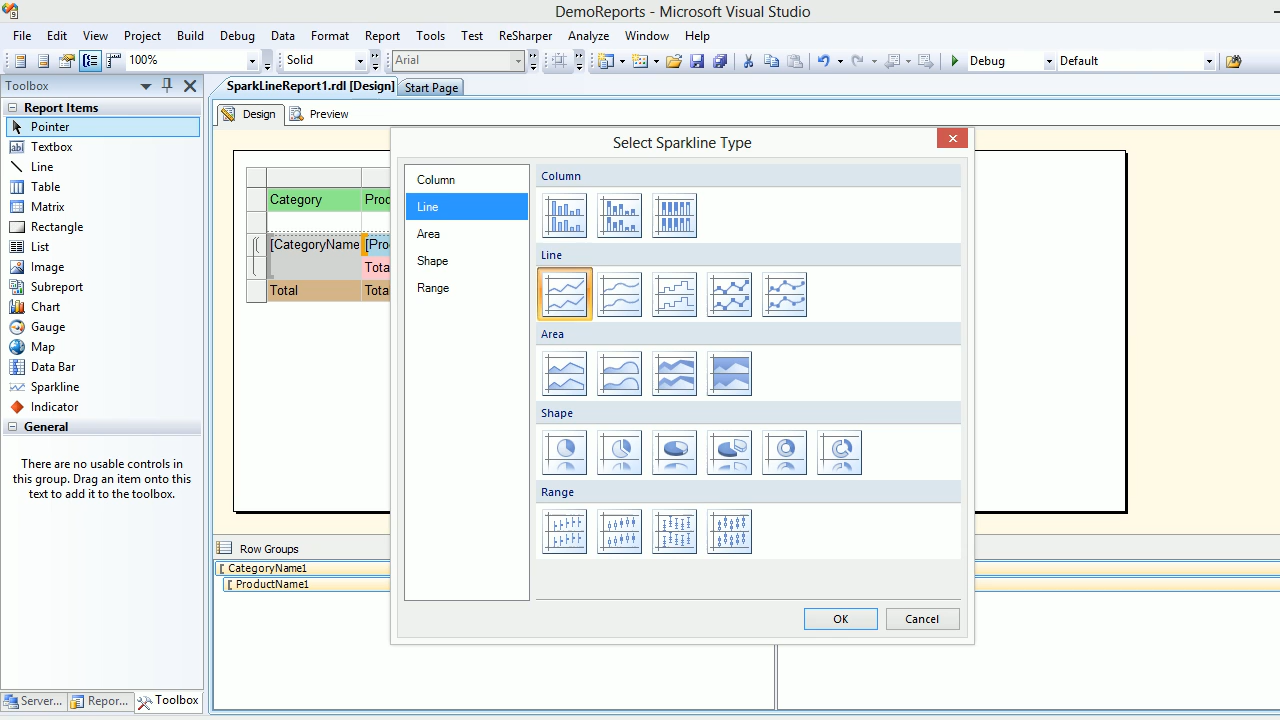 DemoReports - Microsoft Visual Studio
File Edit View Project Build Debug Data Format Report Tools Test ReSharper Analyze Window Help
100% Solid Arial Debug Default
Toolbox
SparkLineReport1.rdl [Design] Start Page
Report Items
Pointer
Textbox
Line
Table
Matrix
Rectangle
List
Image
Subreport
Chart
Gauge
Map
Data Bar
Sparkline
Indicator
General
There are no usable controls in
this group. Drag an item onto this
text to add it to the toolbox.
Server... Repor... Toolbox
Design Preview
Category Proc
[CategoryName [Proc
Tota
Total Tota
Row Groups
[ CategoryName1
[ ProductName1
Select Sparkline Type
Column
Line
Area
Shape
Range
Column
Line
Area
Shape
Range
OK Cancel